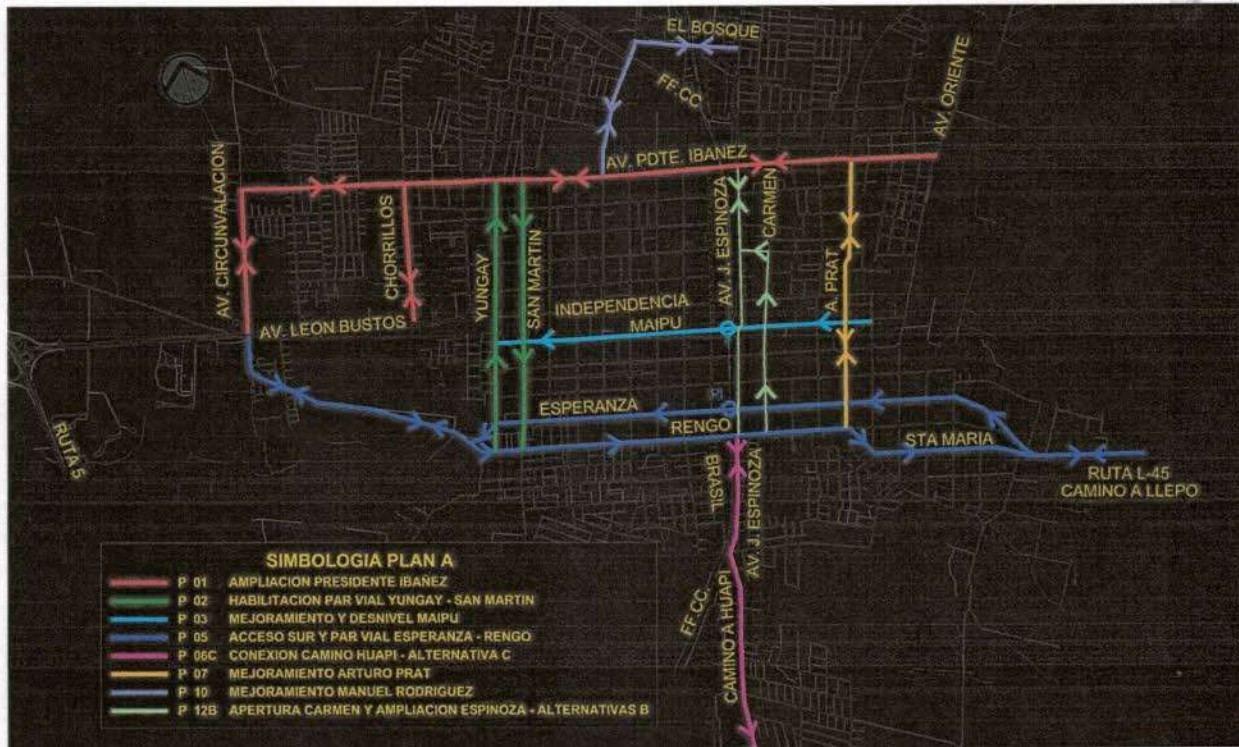 EL BOSQUE
FF.CC
AV. ORIENTE
AV. PDTE. IBAÑEZ
AV. CIRCUNVALACION
CHORRILLOS
YUNGAY
SAN MARTIN
AV. J. ESPINOZA
CARMEN
A. PRAT
INDEPENDENCIA
MAIPU
AV. LEON BUSTOS
ESPERANZA
RENGO
STA MARIA
RUTA 5
BRASIL
AV. J. ESPINOZA
RUTA L-45
CAMINO A LLEPO
FF.CC.
CAMINO A HUAPI
SIMBOLOGIA PLAN A
P 01 AMPLIACION PRESIDENTE IBAÑEZ
P 02 HABILITACION PAR VIAL YUNGAY - SAN MARTIN
P 03 MEJORAMIENTO Y DESNIVEL MAIPU
P 05 ACCESO SUR Y PAR VIAL ESPERANZA - RENGO
P 06C CONEXION CAMINO HUAPI - ALTERNATIVA C
P 07 MEJORAMIENTO ARTURO PRAT
P 10 MEJORAMIENTO MANUEL RODRIGUEZ
P 12B APERTURA CARMEN Y AMPLIACION ESPINOZA - ALTERNATIVAS B